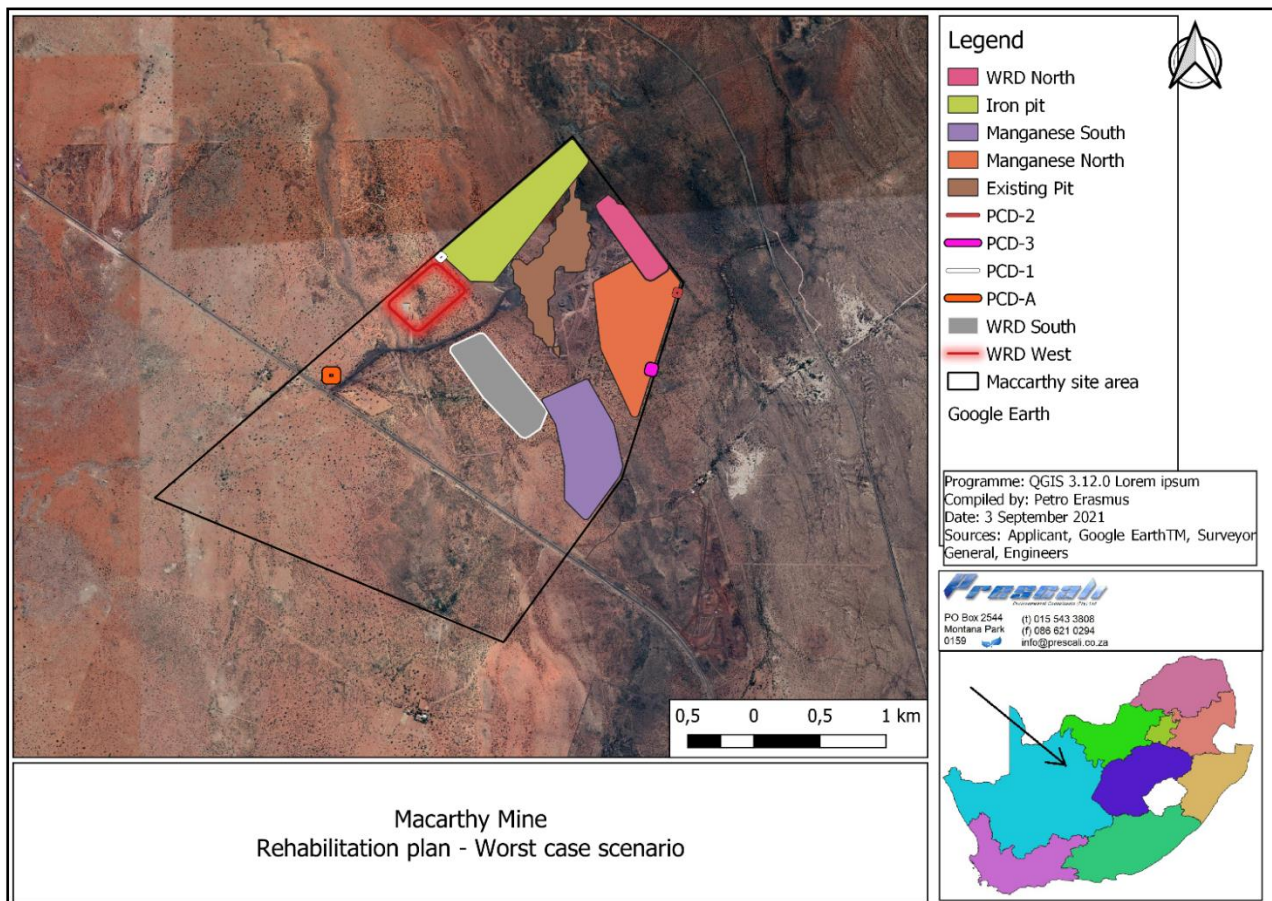 Legend
WRD North
Iron pit
Manganese South
Manganese North
Existing Pit
PCD-2
PCD-3
PCD-1
PCD-A
WRD South
WRD West
Maccarthy site area
Google Earth
Programme: QGIS 3.12.0 Lorem ipsum
Compiled by: Petro Erasmus
Date: 3 September 2021
Sources: Applicant, Google EarthTM, Surveyor
General, Engineers
Prescali
PO Box 2544 (t) 015 543 3808
Montana Park (f) 086 621 0294
0159 info@prescali.co.za
0,5 0 0,5 1 km
Macarthy Mine
Rehabilitation plan - Worst case scenario